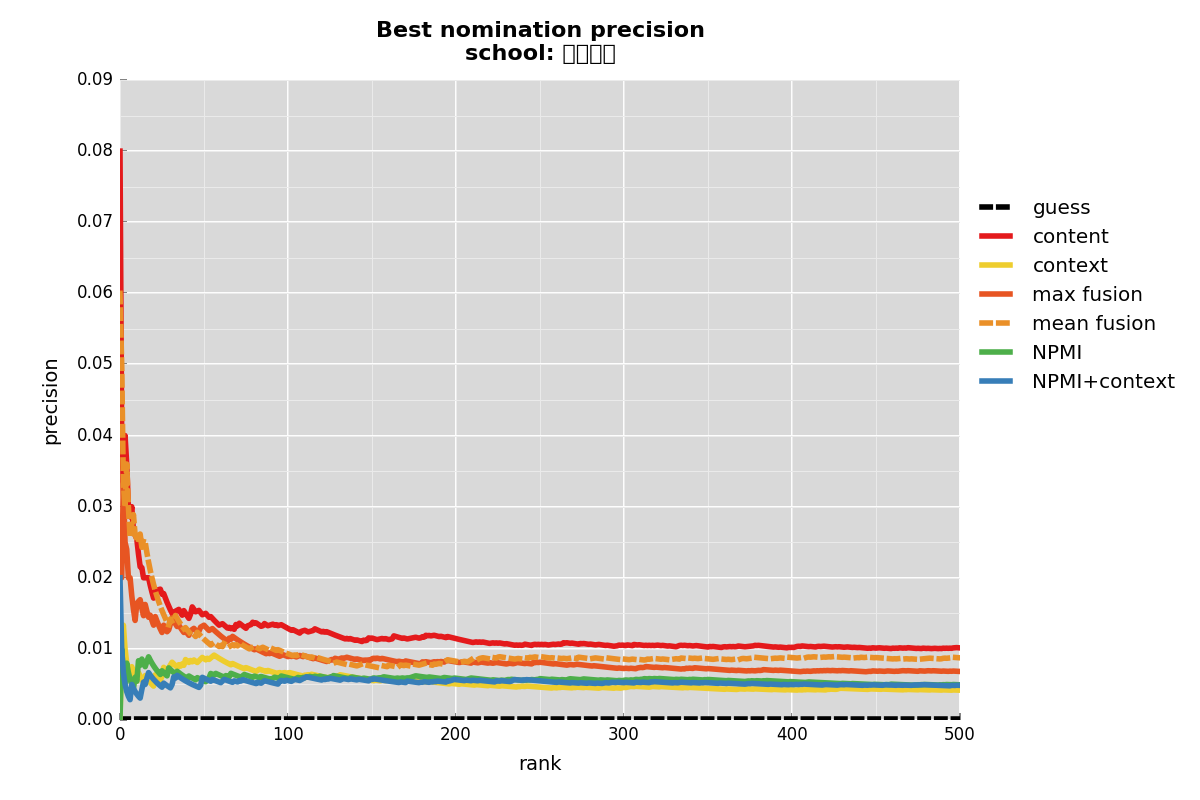 Best nomination precision
school:
0.09
0.08
0.07
0.06
0.05
0.04
0.03
0.02
0.01
0.00
precision
0 100 200 300 400 500
rank
guess
content
context
max fusion
mean fusion
NPMI
NPMI+context